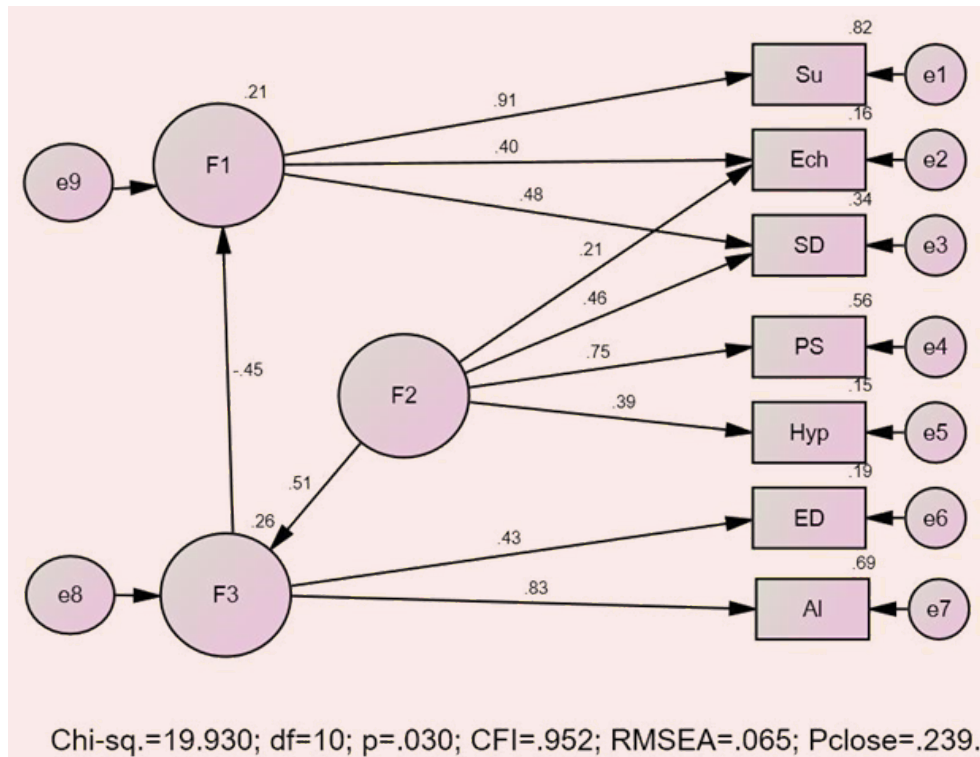 .82
Su
e1
.21
.91
.16
F1
.40
Ech
e2
e9
.48
.34
SD
e3
.21
.46
.56
PS
e4
.75
-.45
F2
.15
.39
Hyp
e5
.51
.19
.26
ED
e6
.43
.69
e8
F3
.83
AI
e7
Chi-sq.=19.930; df=10; p=.030; CFI=.952; RMSEA=.065; Pclose=.239.